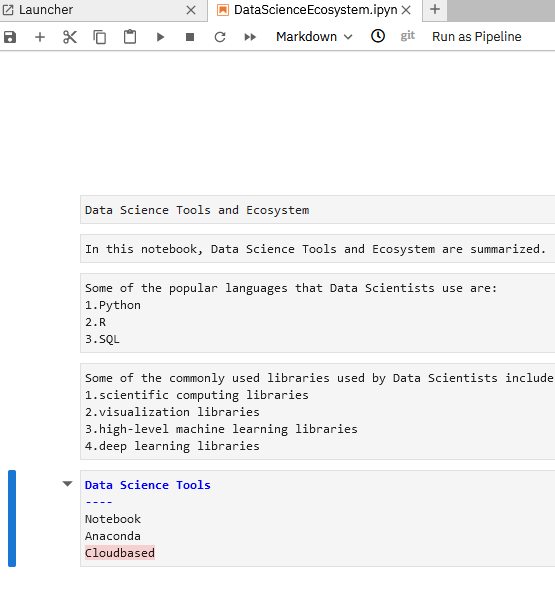 Launcher
DataScienceEcosystem.ipyn
Markdown
git
Run as Pipeline
Data Science Tools and Ecosystem
In this notebook, Data Science Tools and Ecosystem are summarized.
Some of the popular languages that Data Scientists use are:
1.Python
2.R
3.SQL
Some of the commonly used libraries used by Data Scientists include
1.scientific computing libraries
2.visualization libraries
3.high-level machine learning libraries
4.deep learning libraries
Data Science Tools
----
Notebook
Anaconda
Cloudbased